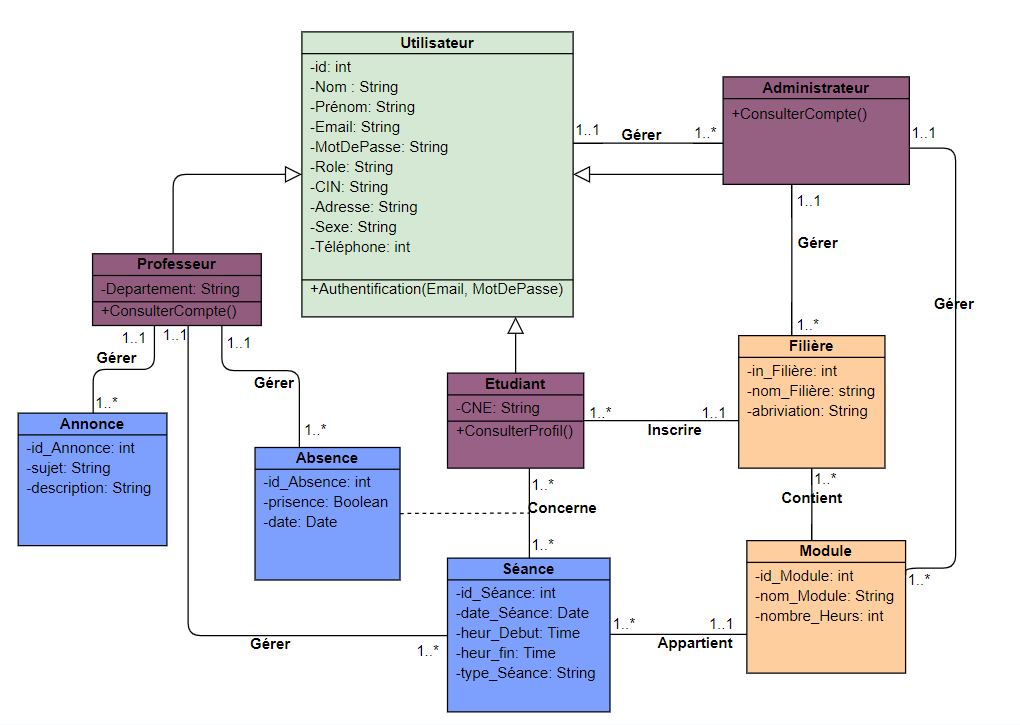 Utilisateur
-id: int
-Nom : String
-Prénom: String
-Email: String
-MotDePasse: String
-Role: String
-CIN: String
-Adresse: String
-Sexe: String
-Téléphone: int
+Authentification(Email, MotDePasse)
1..1
Gérer
1..*
Administrateur
+ConsulterCompte()
1..1
1..1
Gérer
1..*
Gérer
1..*
Professeur
-Departement: String
+ConsulterCompte()
1..1
1..1
1..1
Gérer
1..*
Gérer
1..*
Gérer
1..*
Annonce
-id_Annonce: int
-sujet: String
-description: String
Absence
-id_Absence: int
-prisence: Boolean
-date: Date
Etudiant
-CNE: String
+ConsulterProfil()
1..*
Inscrire
1..1
Filière
-in_Filière: int
-nom_Filière: string
-abriviation: String
1..*
Contient
1..*
Concerne
1..*
Séance
-id_Séance: int
-date_Séance: Date
-heur_Debut: Time
-heur_fin: Time
-type_Séance: String
1..*
Appartient
1..1
Module
-id_Module: int
-nom_Module: String
-nombre_Heurs: int